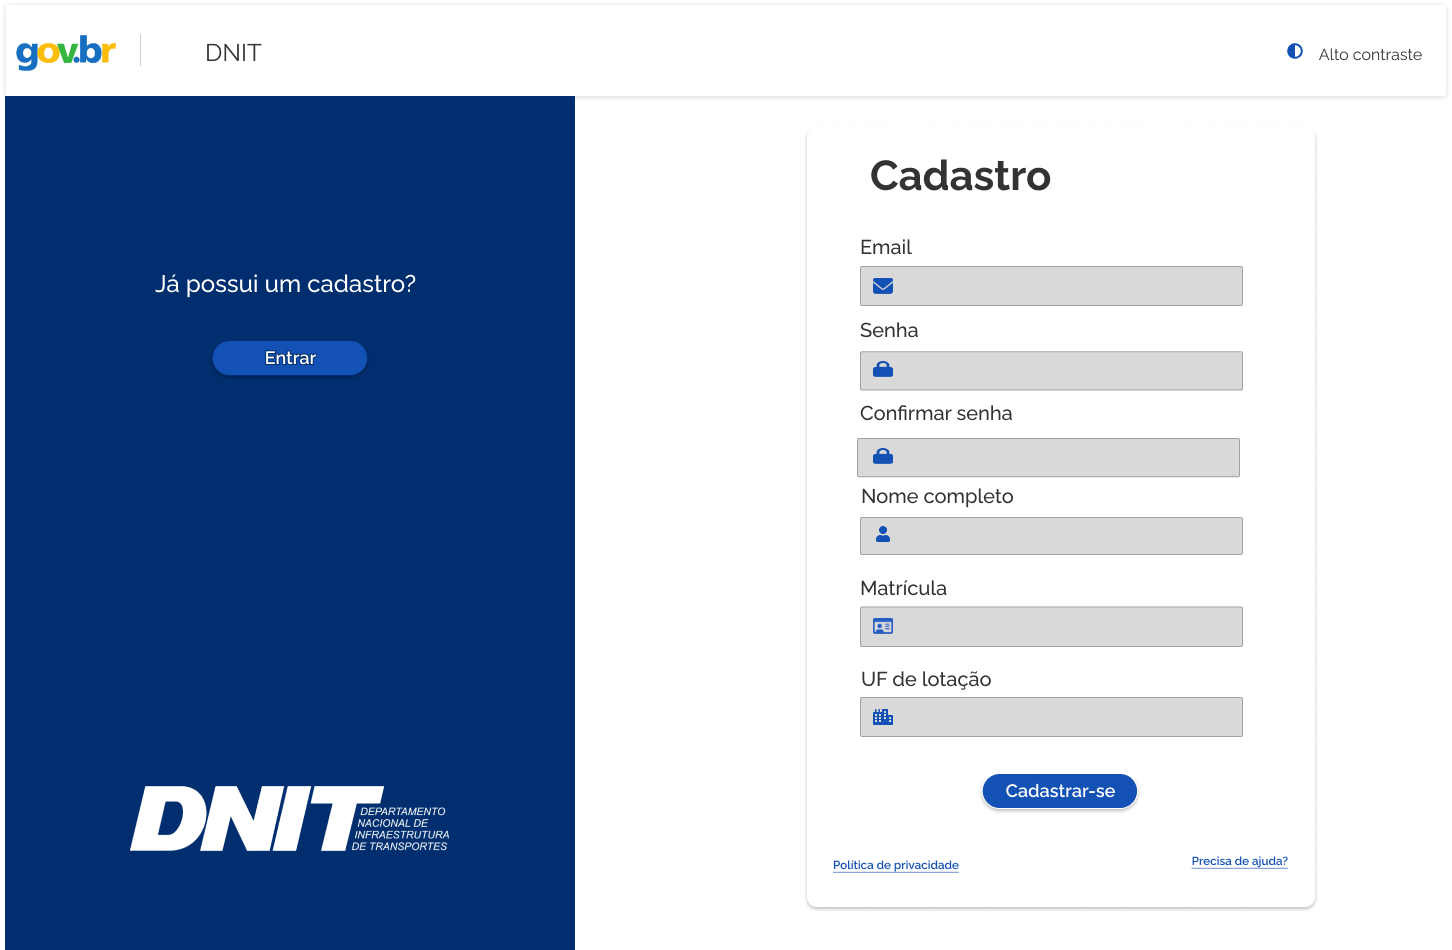 gov.br
DNIT
Alto contraste
Já possui um cadastro?
Entrar
DNIT
DEPARTAMENTO
NACIONAL DE
INFRAESTRUTURA
DE TRANSPORTES
Cadastro
Email
Senha
Confirmar senha
Nome completo
Matrícula
UF de lotação
Cadastrar-se
Política de privacidade
Precisa de ajuda?